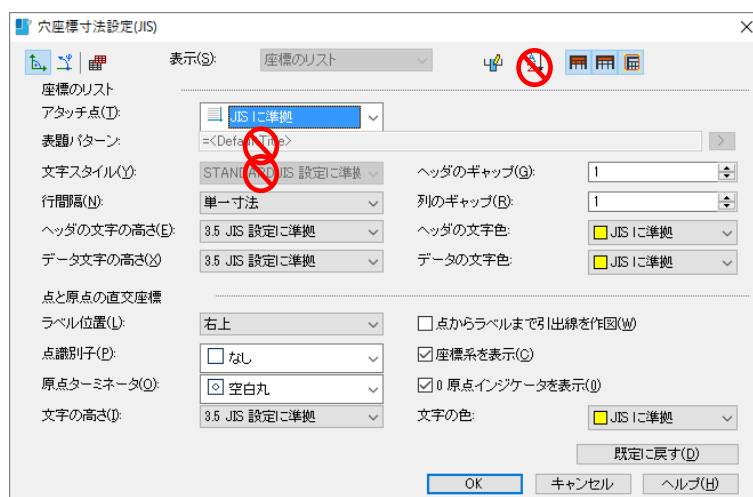 穴座標寸法設定(JIS)
表示(S): 座標のリスト
座標のリスト
アタッチ点(T): JIS に準拠
表題パターン: =<Default Title> >
文字スタイル(Y): STANDARD JIS 設定に準拠 ヘッダのギャップ(G): 1
行間隔(N): 単一寸法 列のギャップ(R): 1
ヘッダの文字の高さ(E): 3.5 JIS 設定に準拠 ヘッダの文字色: JIS に準拠
データ文字の高さ(X) 3.5 JIS 設定に準拠 データの文字色: JIS に準拠
点と原点の直交座標
ラベル位置(L): 右上 点からラベルまで引出線を作図(W)
点識別子(P): なし 座標系を表示(C)
原点ターミネータ(O): 空白丸 0 原点インジケータを表示(0)
文字の高さ(I): 3.5 JIS 設定に準拠 文字の色: JIS に準拠
既定に戻す(D)
OK キャンセル ヘルプ(H)